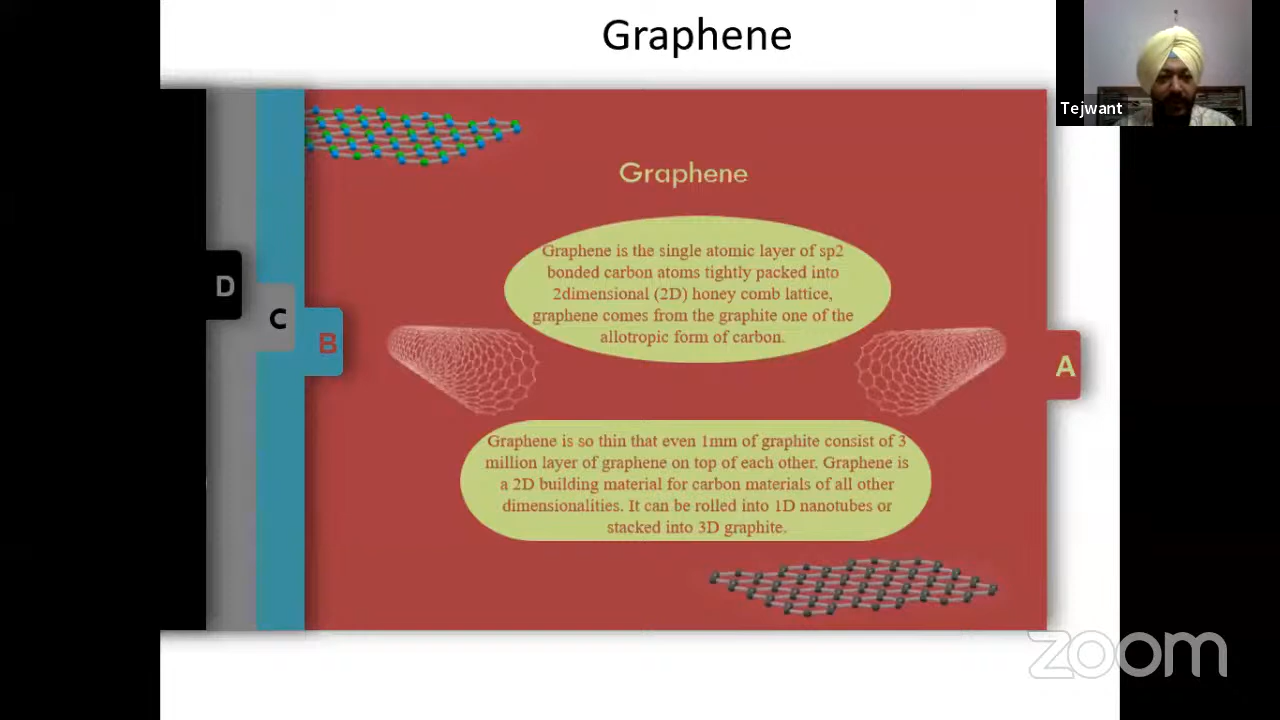 Graphene
Tejwant
Graphene
Graphene is the single atomic layer of sp2
bonded carbon atoms tightly packed into
2dimensional (2D) honey comb lattice,
graphene comes from the graphite one of the
allotropic form of carbon.
D
C
B
A
Graphene is so thin that even 1mm of graphite consist of 3
million layer of graphene on top of each other. Graphene is
a 2D building material for carbon materials of all other
dimensionalities. It can be rolled into 1D nanotubes or
stacked into 3D graphite.
zoom